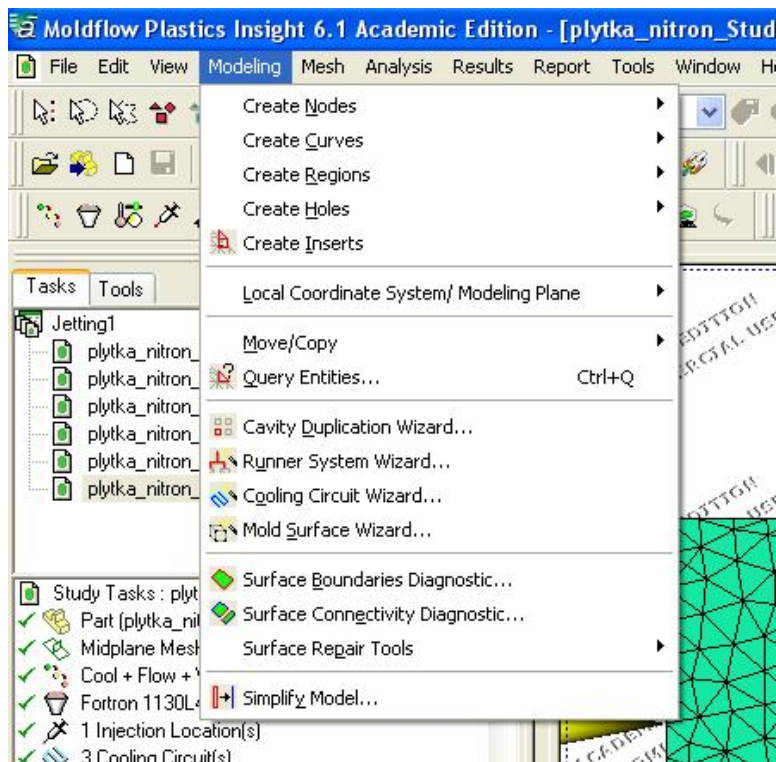 Moldflow Plastics Insight 6.1 Academic Edition - [plytka_nitron_Stud
File Edit View Modeling Mesh Analysis Results Report Tools Window
Create Nodes
Create Curves
Create Regions
Create Holes
Create Inserts
Local Coordinate System/ Modeling Plane
Move/Copy
Query Entities... Ctrl+Q
Cavity Duplication Wizard...
Runner System Wizard...
Cooling Circuit Wizard...
Mold Surface Wizard...
Surface Boundaries Diagnostic...
Surface Connectivity Diagnostic...
Surface Repair Tools
Simplify Model...
Tasks Tools
Jetting1
plytka_nitron_
plytka_nitron_
plytka_nitron_
plytka_nitron_
plytka_nitron_
plytka_nitron_
Study Tasks : plyt
Part (plytka_nit
Midplane Mesh
Cool + Flow +
Fortron 1130L4
1 Injection Location(s)
3 Cooling Circuit(s)